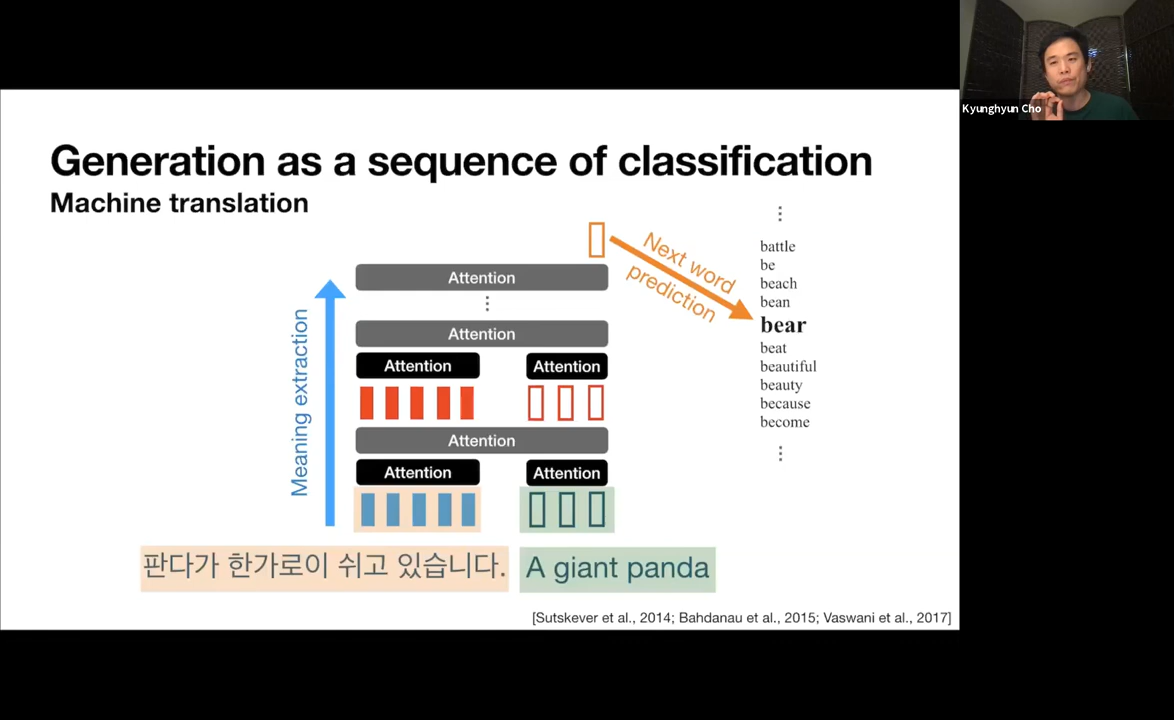 Kyunghyun Cho
Generation as a sequence of classification
Machine translation
Meaning extraction
Attention
⋮
Attention
Attention
Attention
Attention
Attention
Attention
판다가 한가로이 쉬고 있습니다.
A giant panda
Next word
prediction
⋮
battle
be
beach
bean
bear
beat
beautiful
beauty
because
become
⋮
[Sutskever et al., 2014; Bahdanau et al., 2015; Vaswani et al., 2017]